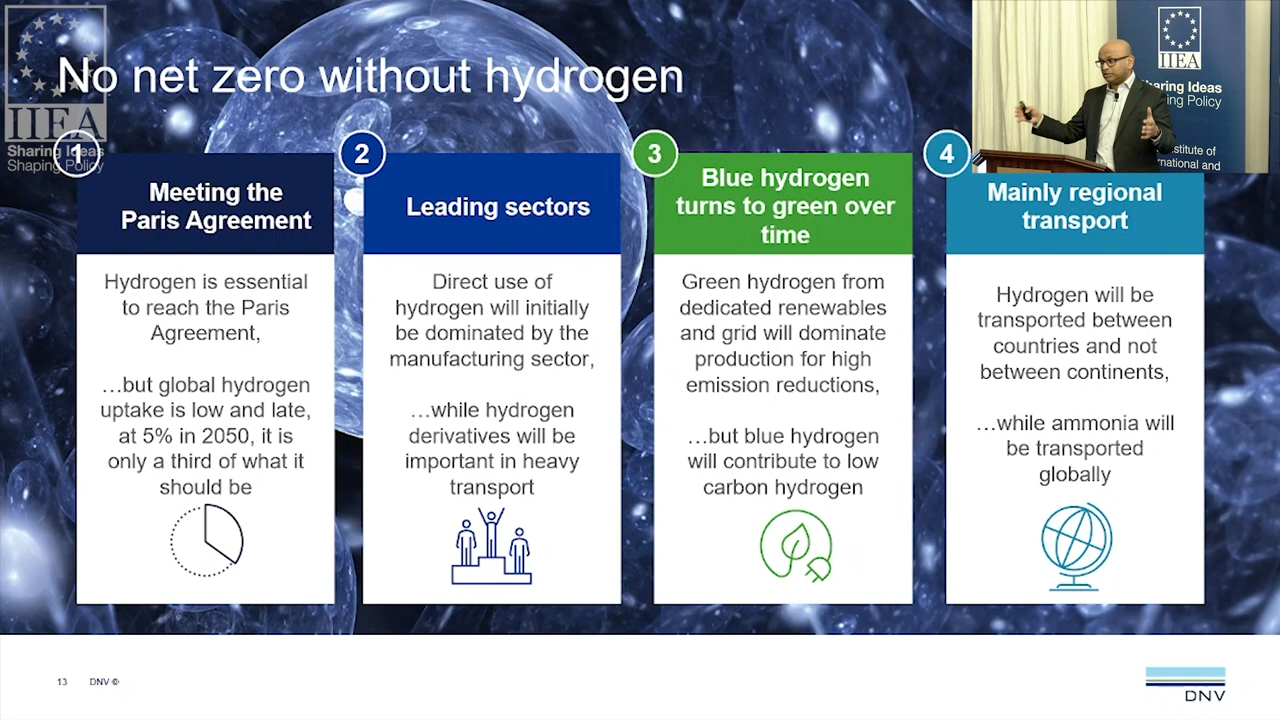 No net zero without hydrogen
IIEA
Sharing Ideas
Shaping Policy
1
Meeting the
Paris Agreement
Hydrogen is essential
to reach the Paris
Agreement,
…but global hydrogen
uptake is low and late,
at 5% in 2050, it is
only a third of what it
should be
2
Leading sectors
Direct use of
hydrogen will initially
be dominated by the
manufacturing sector,
…while hydrogen
derivatives will be
important in heavy
transport
3
Blue hydrogen
turns to green over
time
Green hydrogen from
dedicated renewables
and grid will dominate
production for high
emission reductions,
…but blue hydrogen
will contribute to low
carbon hydrogen
4
Mainly regional
transport
Hydrogen will be
transported between
countries and not
between continents,
…while ammonia will
be transported
globally
IIEA
haring Ideas
ping Policy
stitute of
rnational and
13
DNV ©
DNV